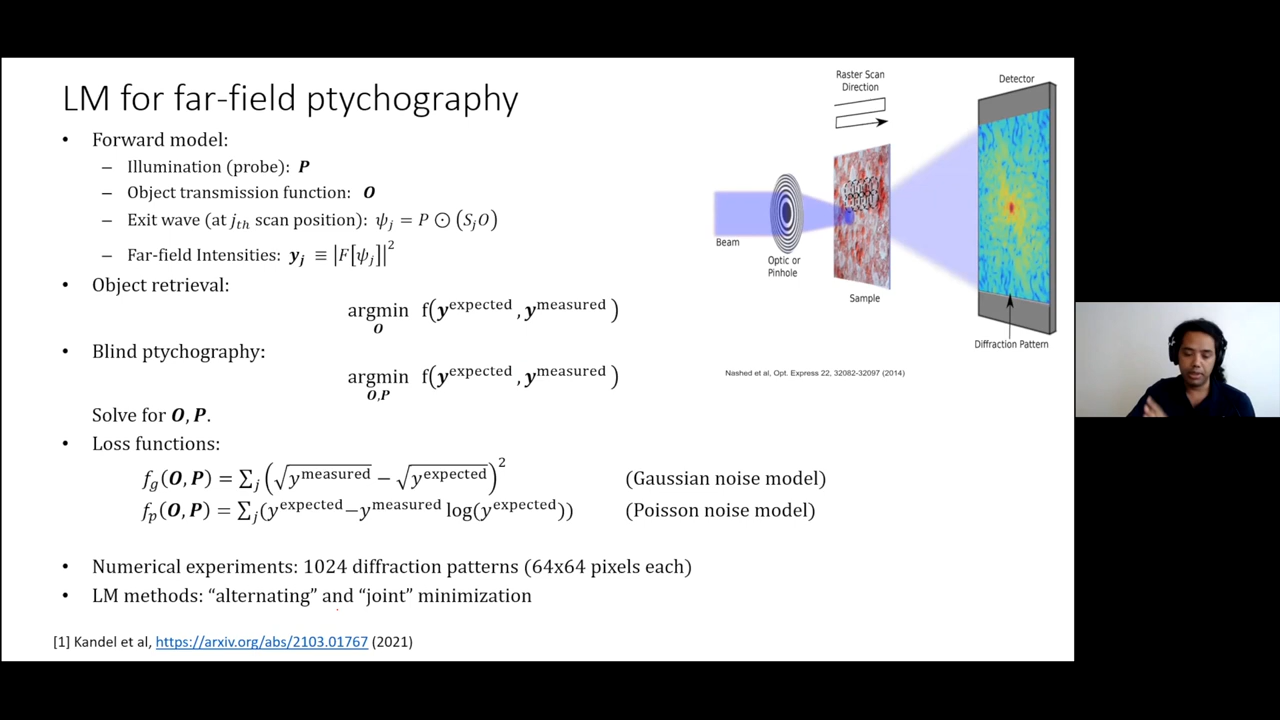 LM for far-field ptychography
• Forward model:
– Illumination (probe): P
– Object transmission function: O
– Exit wave (at j_th scan position): ψ_j = P ⊙ (S_jO)
– Far-field Intensities: y_j ≡ |F[ψ_j]|²
• Object retrieval:
argmin f(y^expected , y^measured)
O
• Blind ptychography:
argmin f(y^expected , y^measured)
O,P
Solve for O, P.
• Loss functions:
f_g(O, P) = ∑_j(√y^measured − √y^expected)² (Gaussian noise model)
f_p(O, P) = ∑_j(y^expected−y^measured log(y^expected)) (Poisson noise model)
• Numerical experiments: 1024 diffraction patterns (64x64 pixels each)
• LM methods: “alternating” and “joint” minimization
[1] Kandel et al, https://arxiv.org/abs/2103.01767 (2021)
Raster Scan
Direction
Detector
Beam
Optic or
Pinhole
Sample
Diffraction Pattern
Nashed et al, Opt. Express 22, 32082-32097 (2014)